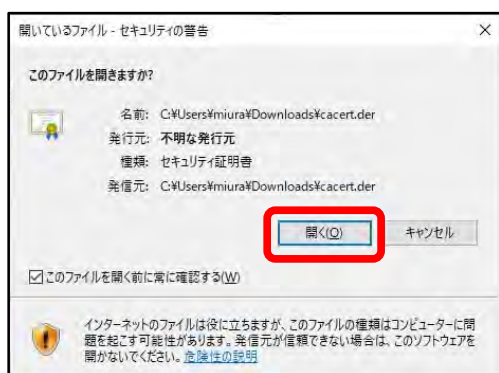 開いているファイル - セキュリティの警告
このファイルを開きますか?
名前: C:¥Users¥miura¥Downloads¥cacert.der
発行元: 不明な発行元
種類: セキュリティ証明書
発信元: C:¥Users¥miura¥Downloads¥cacert.der
開く(O) キャンセル
このファイルを開く前に常に確認する(W)
インターネットのファイルは役に立ちますが、このファイルの種類はコンピューターに問
題を起こす可能性があります。発信元が信頼できない場合は、このソフトウェアを
開かないでください。危険性の説明